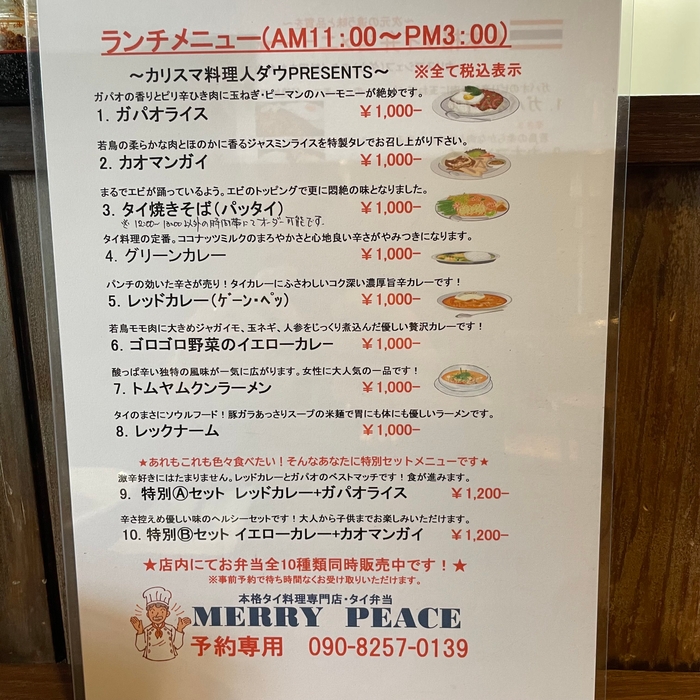 ランチメニュー(AM11:00～PM3:00)
～カリスマ料理人ダウPRESENTS～ ※全て税込表示
ガパオの香りとピリ辛ひき肉に玉ねぎ・ピーマンのハーモニーが絶妙です。
1. ガパオライス ￥1,000-
若鳥の柔らかな肉とほのかに香るジャスミンライスを特製タレでお召し上がり下さい。
2. カオマンガイ ￥1,000-
まるでエビが踊っているよう。エビのトッピングで更に悶絶の味となりました。
3. タイ焼きそば(パッタイ) ￥1,000-
以外の時間帯にてオーダー可能です。
タイ料理の定番。ココナッツミルクのまろやかさと心地良い辛さがやみつきになります。
4. グリーンカレー ￥1,000-
パンチの効いた辛さが売り！タイカレーにふさわしいコク深い濃厚旨辛カレーです！
5. レッドカレー(ｹﾞｰﾝ・ﾍﾟｯ) ￥1,000-
若鳥モモ肉に大きめジャガイモ、玉ネギ、人参をじっくり煮込んだ優しい贅沢カレーです！
6. ゴロゴロ野菜のイエローカレー ￥1,000-
酸っぱ辛い独特の風味が一気に広がります。女性に大人気の一品です！
7. トムヤムクンラーメン ￥1,000-
タイのまさにソウルフード！豚ガラあっさりスープの米麺で胃にも体にも優しいラーメンです。
8. レックナーム ￥1,000-
★あれもこれも色々食べたい！そんなあなたに特別セットメニューです★
激辛好きにはたまりません。レッドカレーとガパオのベストマッチです！食が進みます。
9. 特別Ⓐセット レッドカレー+ガパオライス ￥1,200-
辛さ控えめ優しい味のヘルシーセットです！大人から子供までお楽しみいただけます。
10. 特別Ⓑセット イエローカレー+カオマンガイ ￥1,200-
★店内にてお弁当全10種類同時販売中です！★
※事前予約で待ち時間なくお受け取りいただけます。
本格タイ料理専門店・タイ弁当
MERRY PEACE
予約専用 090-8257-0139